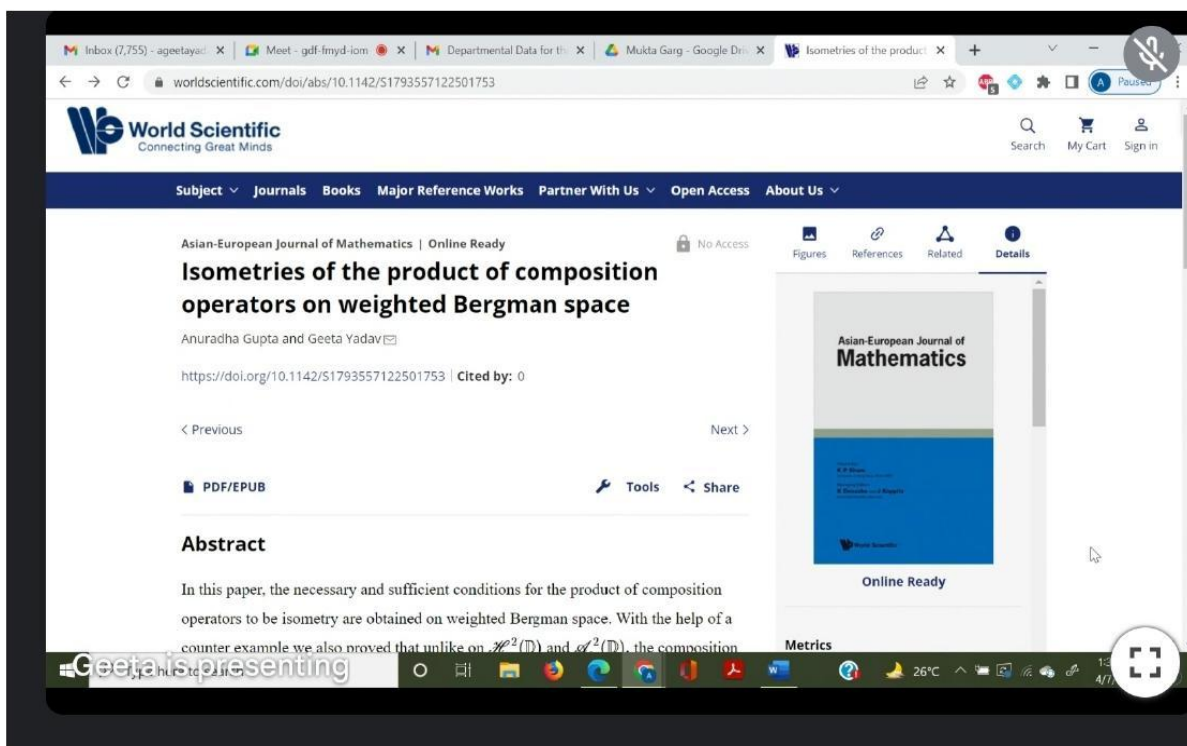 Inbox (7,755) - ageetayad
Meet - gdf-fmyd-iom
Departmental Data for th
Mukta Garg - Google Dri
Isometries of the product
worldscientific.com/doi/abs/10.1142/S1793557122501753
ABP
5
A
Paused
World Scientific
Connecting Great Minds
Search
My Cart
Sign in
Subject
Journals
Books
Major Reference Works
Partner With Us
Open Access
About Us
Asian-European Journal of Mathematics | Online Ready
No Access
Isometries of the product of composition
operators on weighted Bergman space
Anuradha Gupta and Geeta Yadav
https://doi.org/10.1142/S1793557122501753 | Cited by: 0
< Previous
Next >
PDF/EPUB
Tools
Share
Abstract
In this paper, the necessary and sufficient conditions for the product of composition
operators to be isometry are obtained on weighted Bergman space. With the help of a
counter example we also proved that unlike on ℋ²(𝔻) and 𝒜²(𝔻), the composition
Figures
References
Related
Details
Asian-European Journal of
Mathematics
World Scientific
Online Ready
Metrics
Geeta is presenting
26°C
4/7/